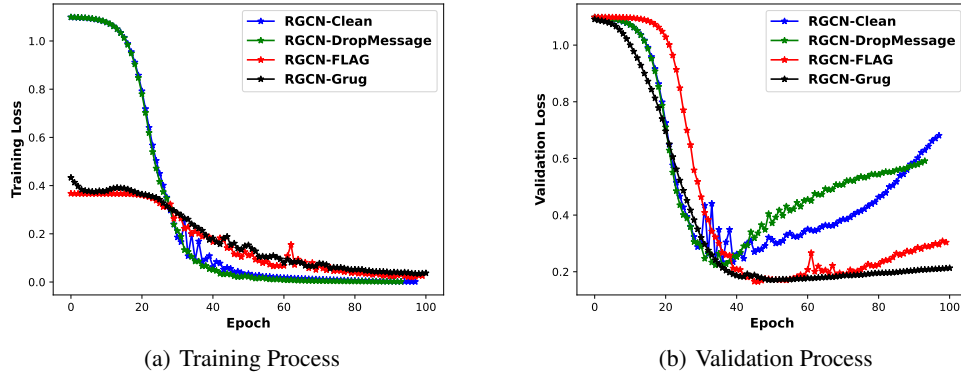 RGCN-Clean
RGCN-DropMessage
RGCN-FLAG
RGCN-Grug
Training Loss
1.0
0.8
0.6
0.4
0.2
0.0
0 20 40 60 80 100
Epoch
(a) Training Process
RGCN-Clean
RGCN-DropMessage
RGCN-FLAG
RGCN-Grug
Validation Loss
1.0
0.8
0.6
0.4
0.2
0 20 40 60 80 100
Epoch
(b) Validation Process